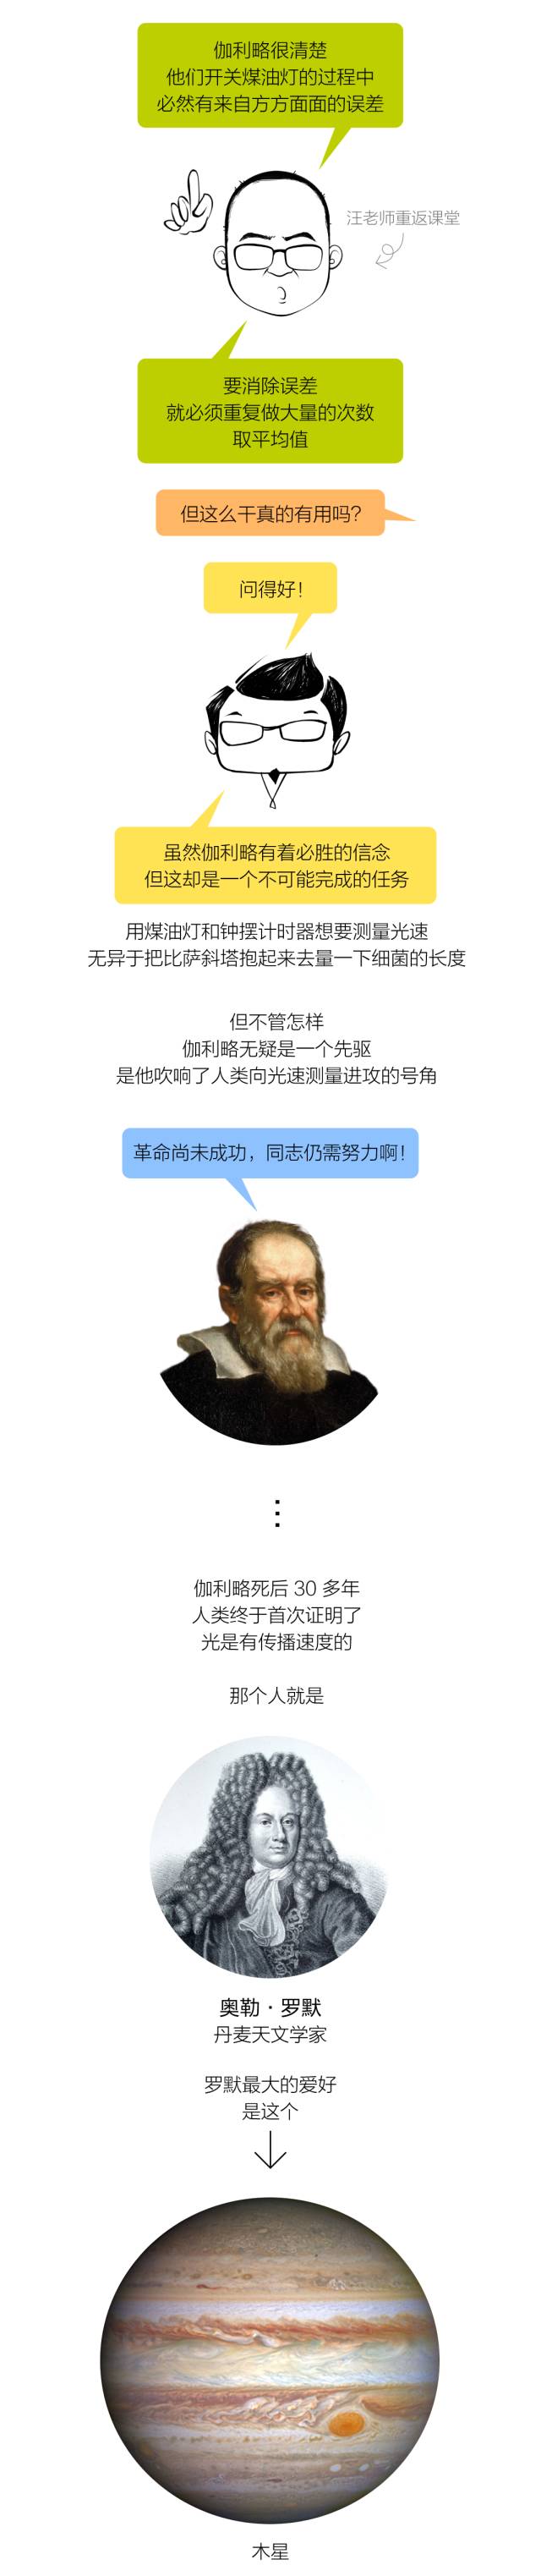 伽利略很清楚
他们开关煤油灯的过程中
必然有来自方方面面的误差
汪老师重返课堂
要消除误差
就必须重复做大量的次数
取平均值
但这么干真的有用吗？
问得好！
虽然伽利略有着必胜的信念
但这却是一个不可能完成的任务
用煤油灯和钟摆计时器想要测量光速
无异于把比萨斜塔抱起来去量一下细菌的长度
但不管怎样
伽利略无疑是一个先驱
是他吹响了人类向光速测量进攻的号角
革命尚未成功，同志仍需努力啊！
⋮
伽利略死后 30 多年
人类终于首次证明了
光是有传播速度的
那个人就是
奥勒·罗默
丹麦天文学家
罗默最大的爱好
是这个
木星